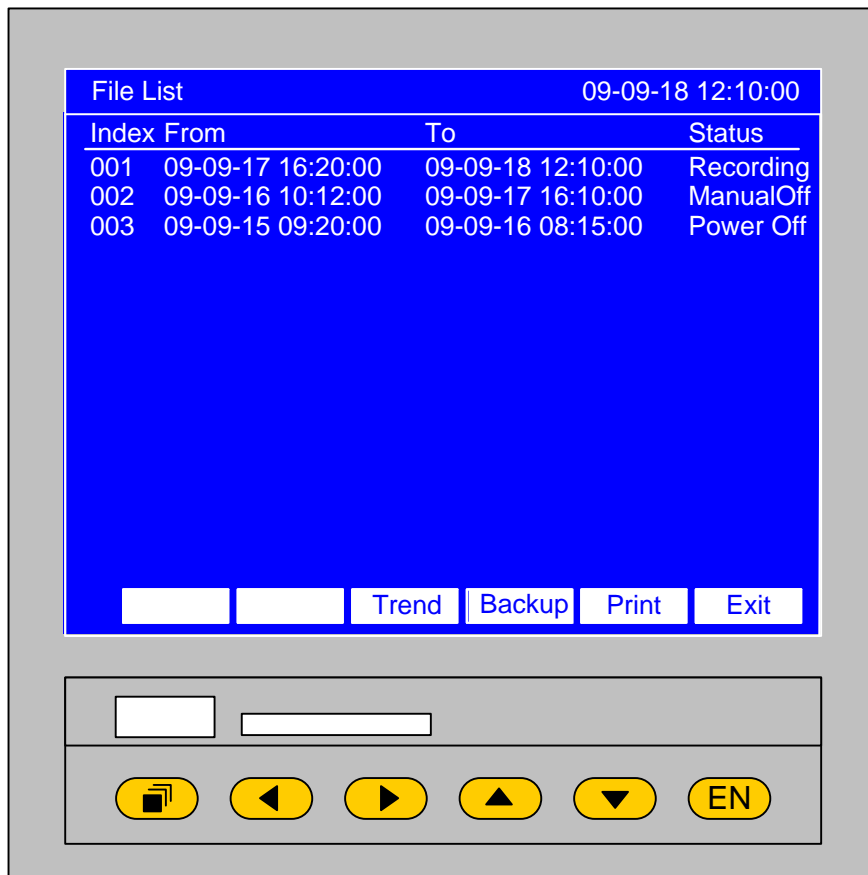 File List 09-09-18 12:10:00
Index From To Status
001 09-09-17 16:20:00 09-09-18 12:10:00 Recording
002 09-09-16 10:12:00 09-09-17 16:10:00 ManualOff
003 09-09-15 09:20:00 09-09-16 08:15:00 Power Off
Trend Backup Print Exit
EN